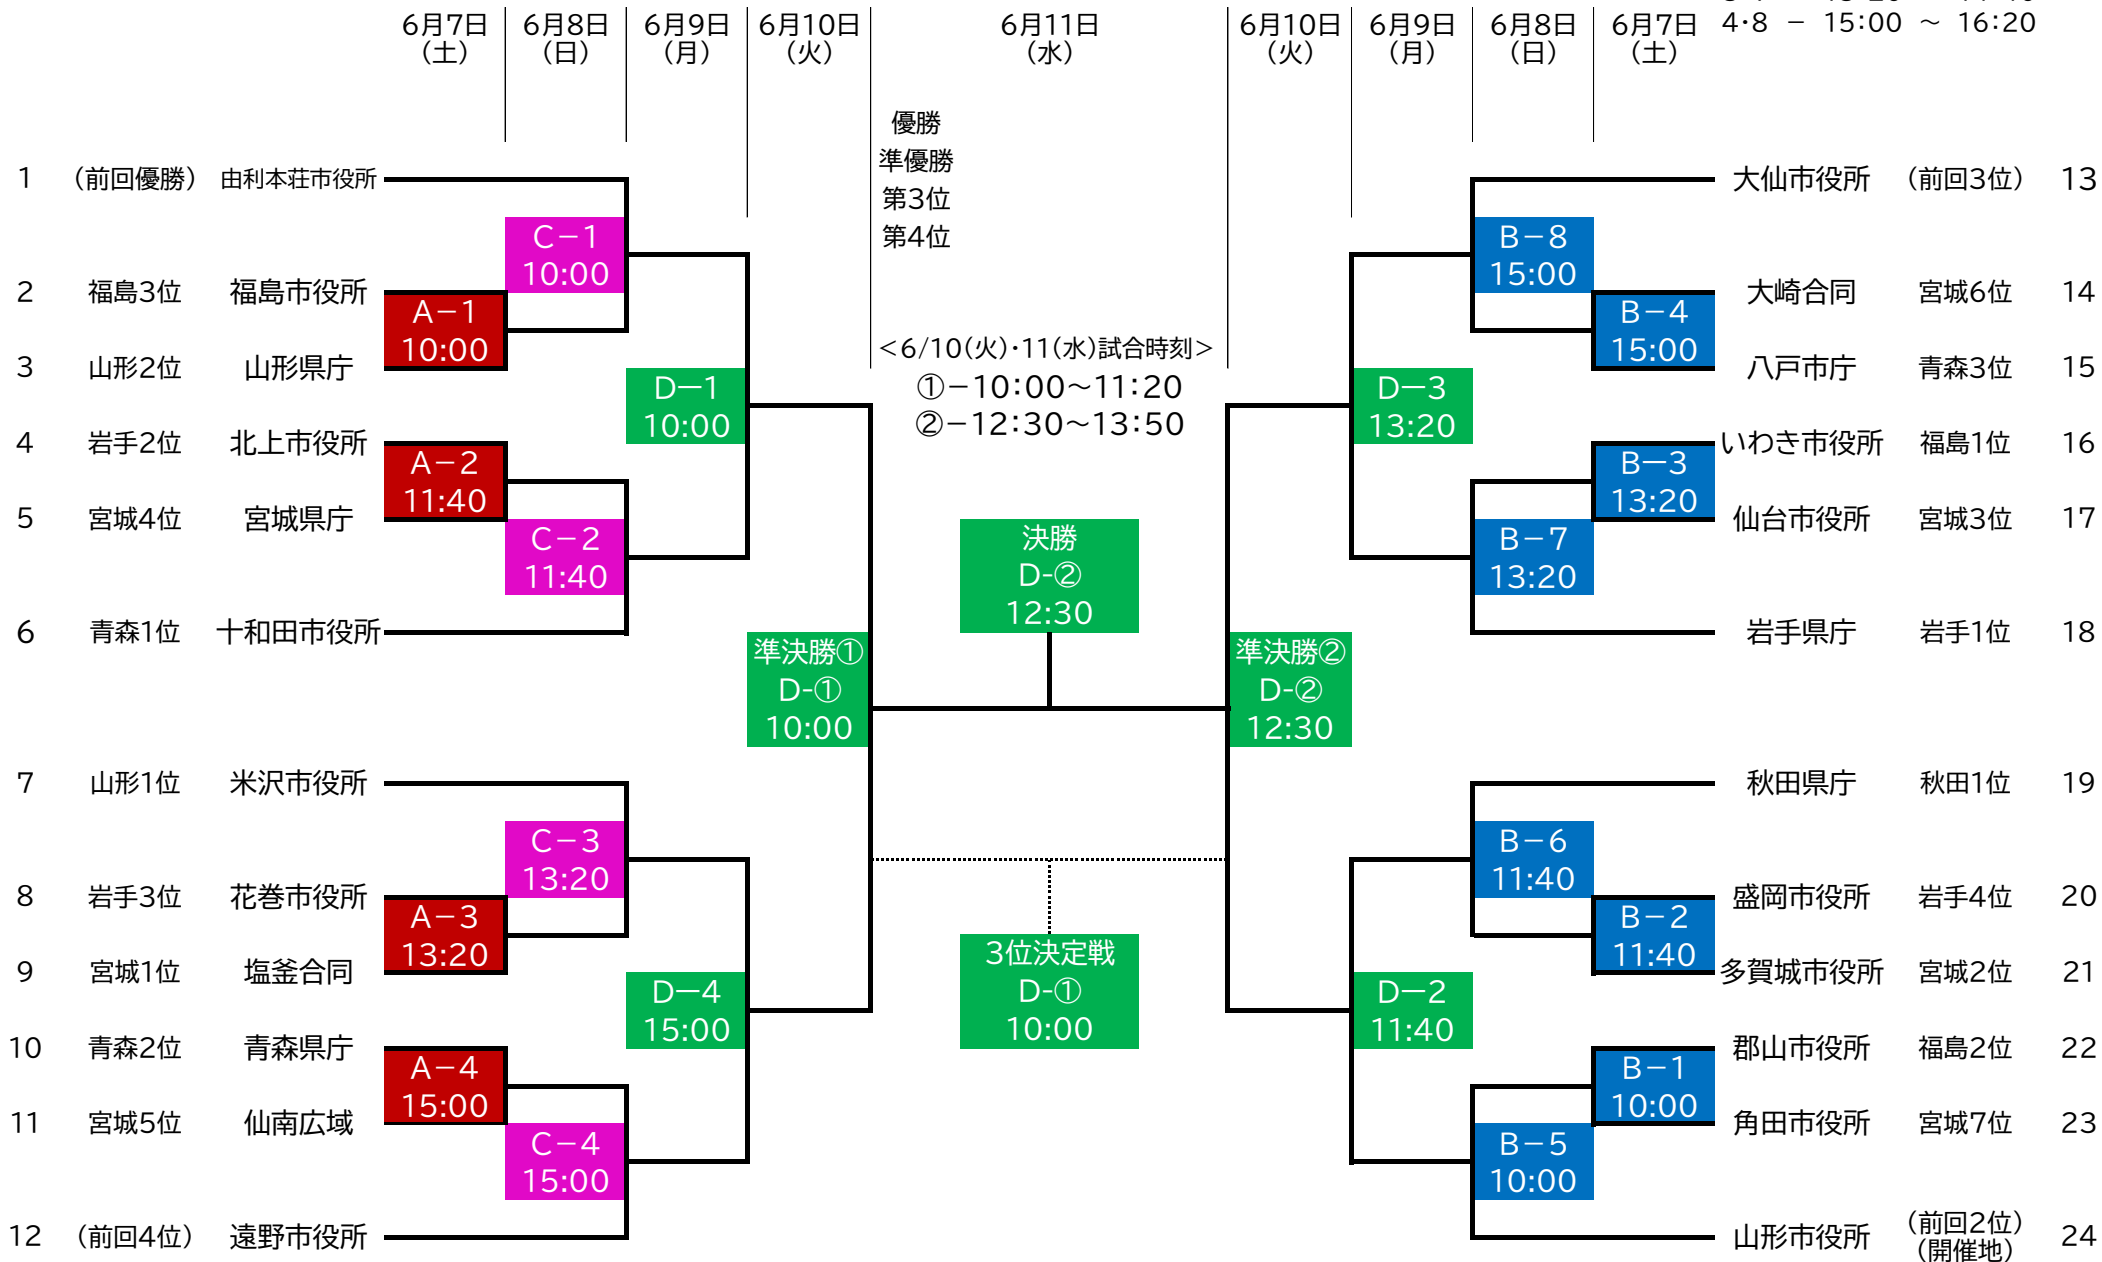 6月7日
(土)
6月8日
(日)
6月9日
(月)
6月10日
(火)
6月11日
(水)
6月10日
(火)
6月9日
(月)
6月8日
(日)
6月7日
(土)
4・8 － 15：00 ～ 16：20
優勝
準優勝
第3位
第4位
＜6/10(火)・11(水)試合時刻＞
①－10：00～11：20
②－12：30～13：50
1 (前回優勝) 由利本荘市役所
2 福島3位 福島市役所
3 山形2位 山形県庁
4 岩手2位 北上市役所
5 宮城4位 宮城県庁
6 青森1位 十和田市役所
7 山形1位 米沢市役所
8 岩手3位 花巻市役所
9 宮城1位 塩釜合同
10 青森2位 青森県庁
11 宮城5位 仙南広域
12 (前回4位) 遠野市役所
A－1
10:00
A－2
11:40
A－3
13:20
A－4
15:00
C－1
10:00
C－2
11:40
C－3
13:20
C－4
15:00
D－1
10:00
D－4
15:00
準決勝①
D-①
10:00
決勝
D-②
12:30
3位決定戦
D-①
10:00
準決勝②
D-②
12:30
D－3
13:20
D－2
11:40
B－8
15:00
B－7
13:20
B－6
11:40
B－5
10:00
B－4
15:00
B－3
13:20
B－2
11:40
B－1
10:00
大仙市役所 (前回3位) 13
大崎合同 宮城6位 14
八戸市庁 青森3位 15
いわき市役所 福島1位 16
仙台市役所 宮城3位 17
岩手県庁 岩手1位 18
秋田県庁 秋田1位 19
盛岡市役所 岩手4位 20
多賀城市役所 宮城2位 21
郡山市役所 福島2位 22
角田市役所 宮城7位 23
山形市役所 (前回2位) 24
(開催地)